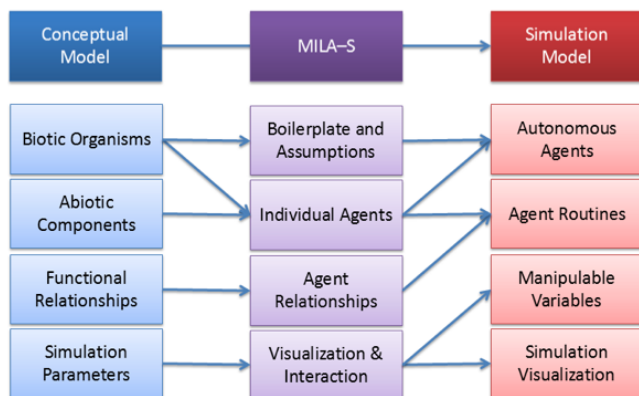 Conceptual
Model
MILA–S
Simulation
Model
Biotic Organisms
Boilerplate and
Assumptions
Autonomous
Agents
Abiotic
Components
Individual Agents
Agent Routines
Functional
Relationships
Agent
Relationships
Manipulable
Variables
Simulation
Parameters
Visualization &
Interaction
Simulation
Visualization